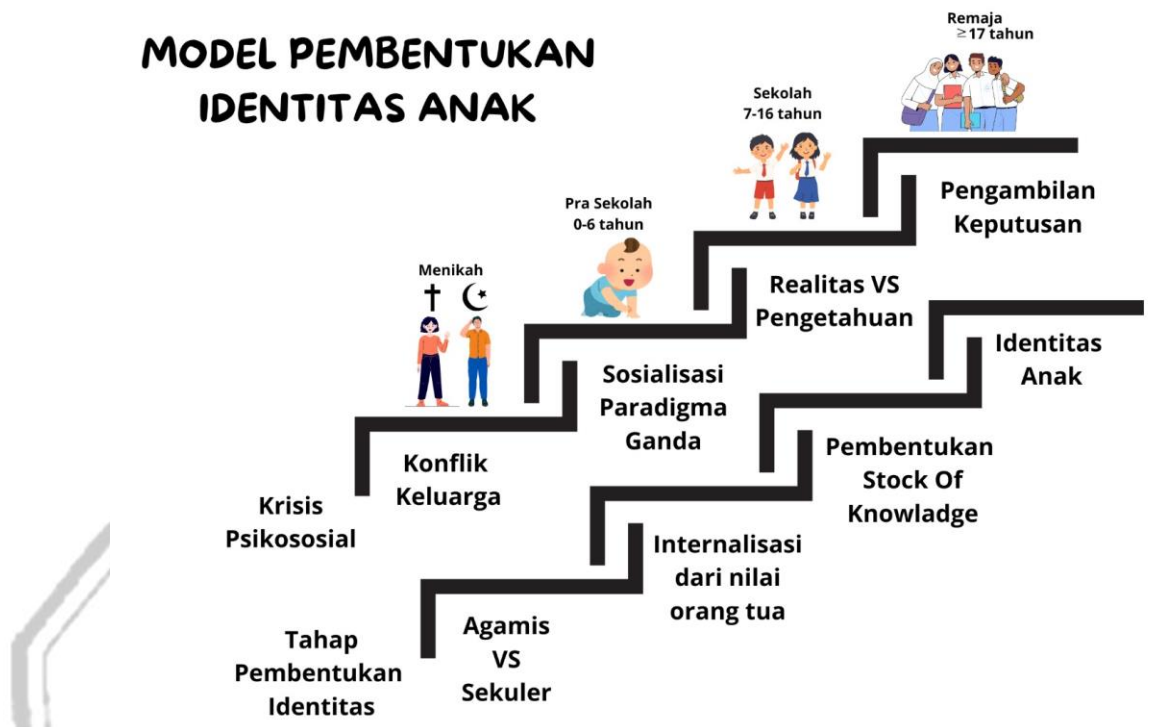 MODEL PEMBENTUKAN
IDENTITAS ANAK
Remaja
≥17 tahun
Sekolah
7-16 tahun
Pra Sekolah
0-6 tahun
Menikah
Pengambilan
Keputusan
Realitas VS
Pengetahuan
Sosialisasi
Paradigma
Ganda
Konflik
Keluarga
Krisis
Psikososial
Identitas
Anak
Pembentukan
Stock Of
Knowladge
Internalisasi
dari nilai
orang tua
Agamis
VS
Sekuler
Tahap
Pembentukan
Identitas